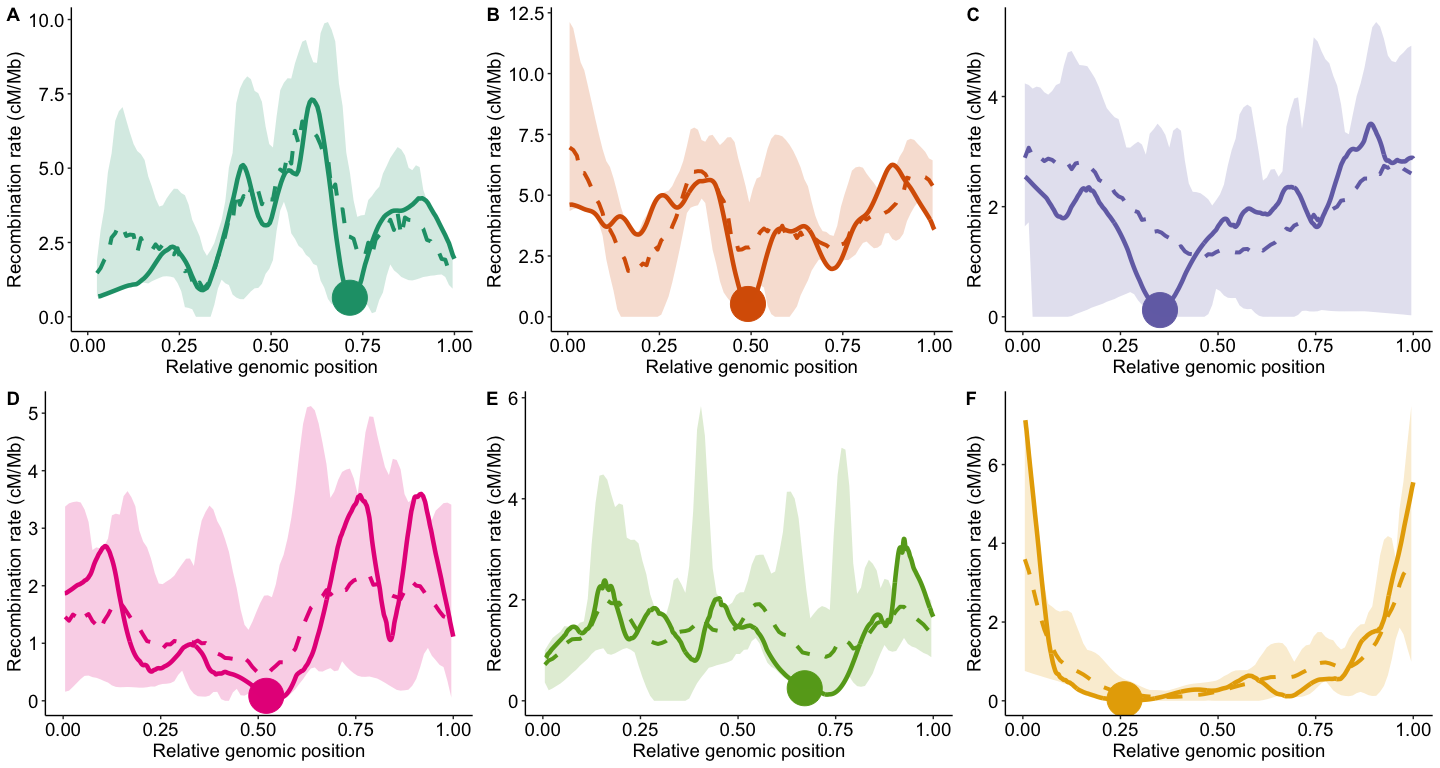 A
Recombination rate (cM/Mb)
10.0
7.5
5.0
2.5
0.0
0.00 0.25 0.50 0.75 1.00
Relative genomic position
B
Recombination rate (cM/Mb)
12.5
10.0
7.5
5.0
2.5
0.0
0.00 0.25 0.50 0.75 1.00
Relative genomic position
C
Recombination rate (cM/Mb)
4
2
0
0.00 0.25 0.50 0.75 1.00
Relative genomic position
D
Recombination rate (cM/Mb)
5
4
3
2
1
0
0.00 0.25 0.50 0.75 1.00
Relative genomic position
E
Recombination rate (cM/Mb)
6
4
2
0
0.00 0.25 0.50 0.75 1.00
Relative genomic position
F
Recombination rate (cM/Mb)
6
4
2
0
0.00 0.25 0.50 0.75 1.00
Relative genomic position